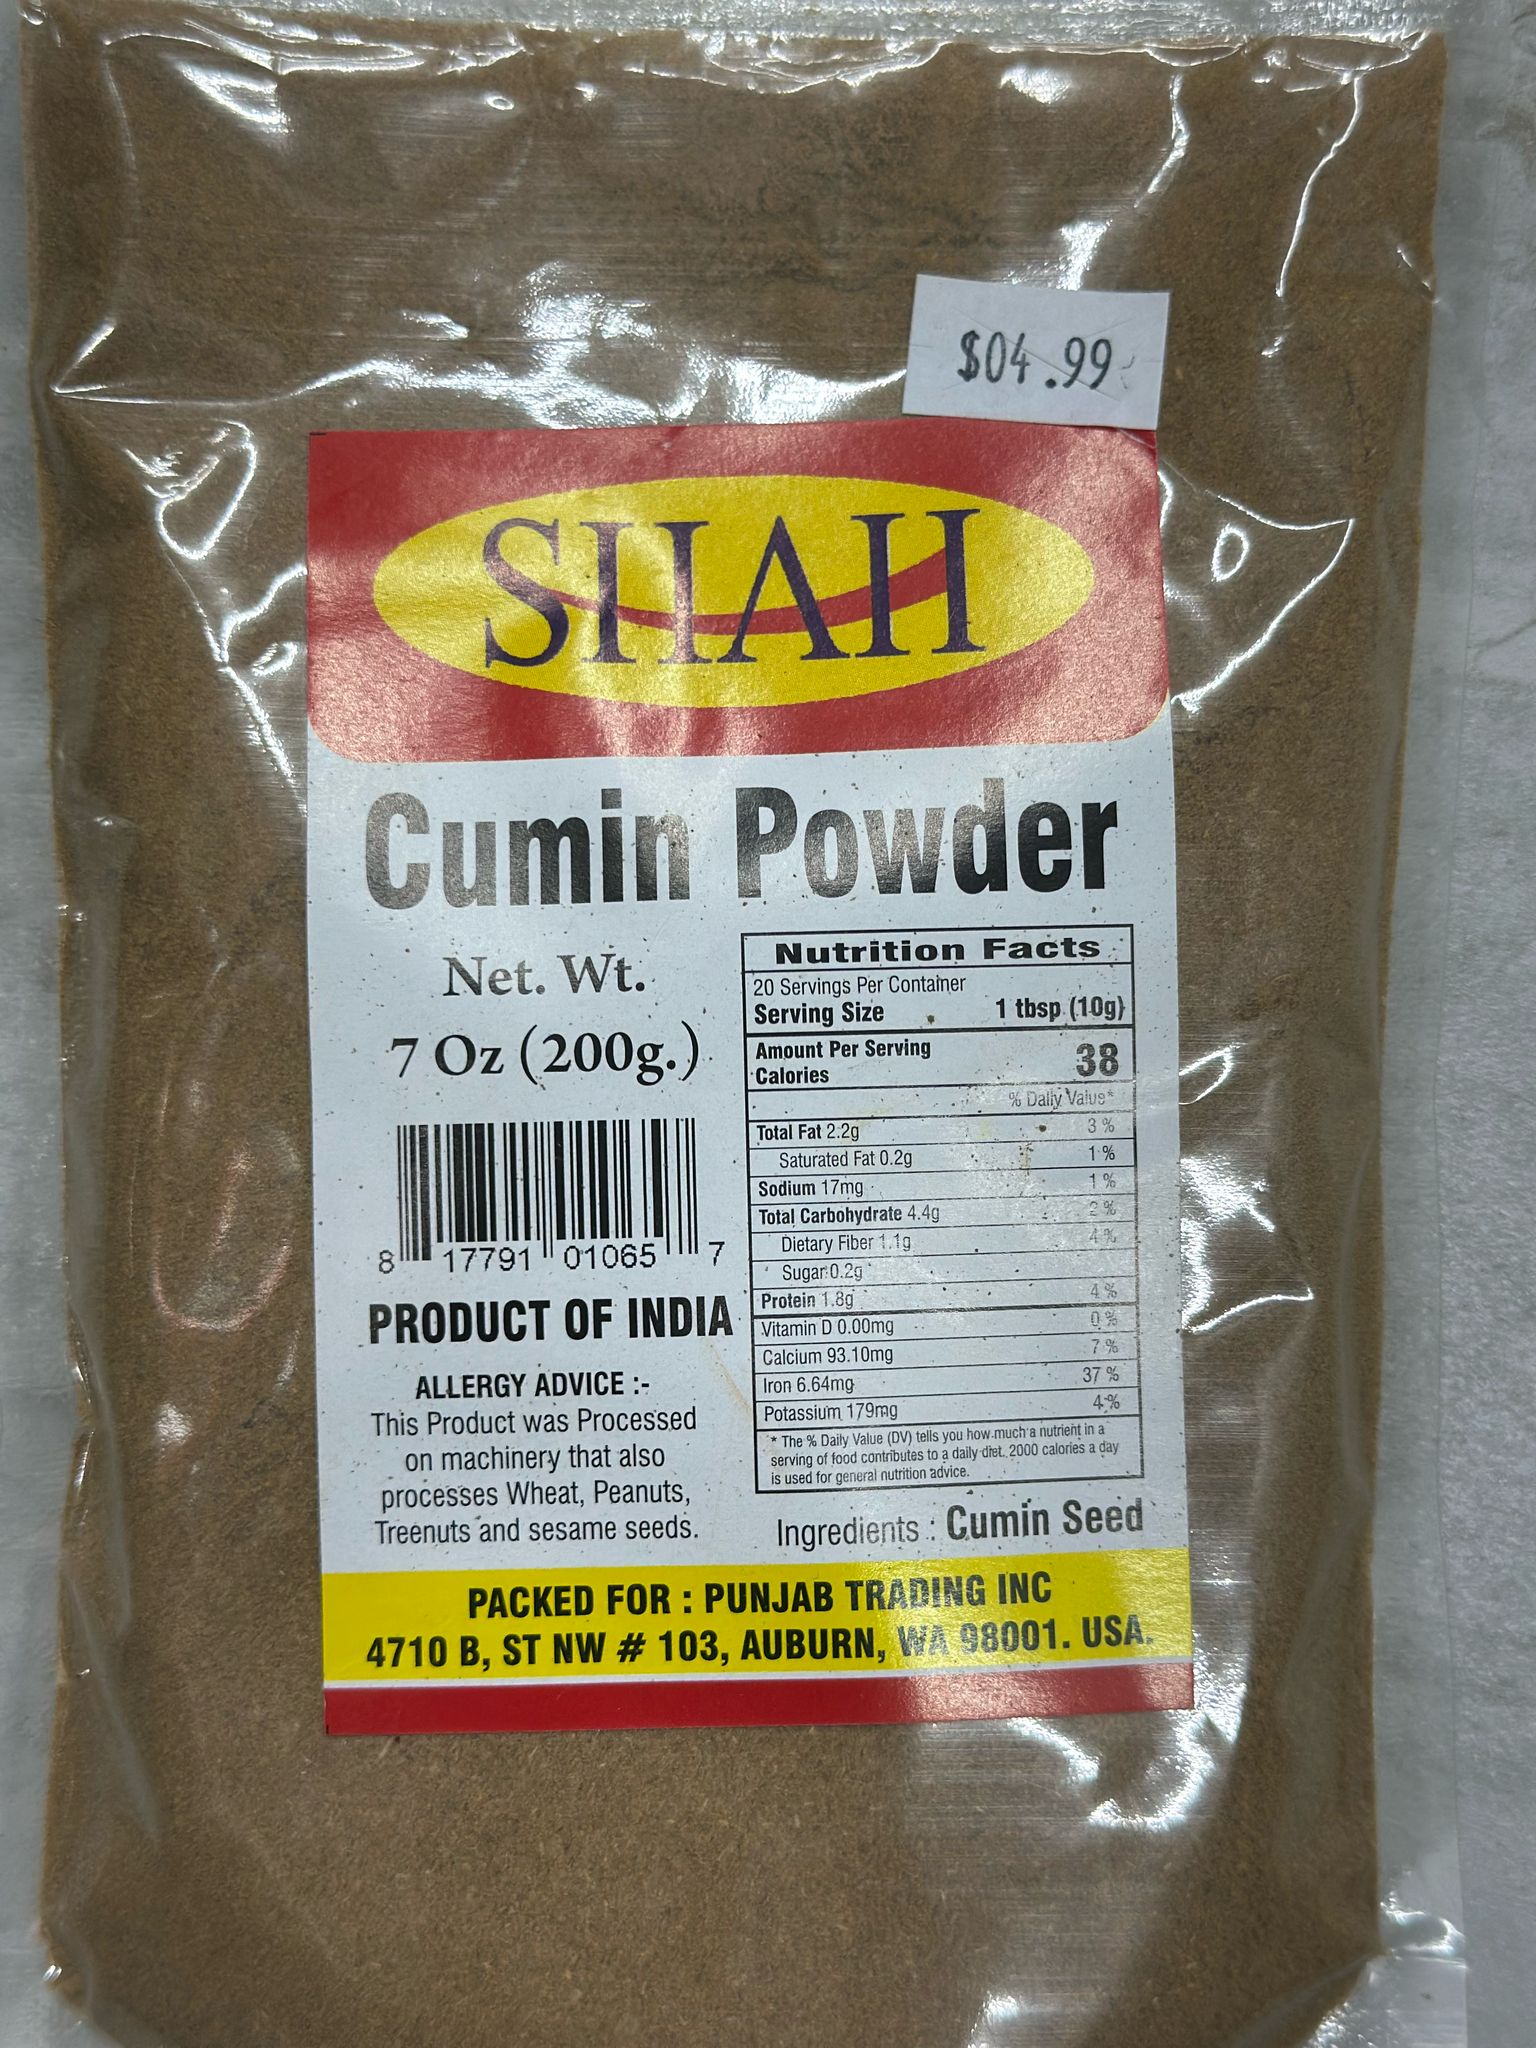 $04.99
SHAH
Cumin Powder
Net. Wt.
7 Oz (200g.)
8 17791 01065 7
PRODUCT OF INDIA
ALLERGY ADVICE :-
This Product was Processed
on machinery that also
processes Wheat, Peanuts,
Treenuts and sesame seeds.
Nutrition Facts
20 Servings Per Container
Serving Size 1 tbsp (10g)
Amount Per Serving
Calories 38
% Daily Value*
Total Fat 2.2g 3 %
Saturated Fat 0.2g 1 %
Sodium 17mg 1 %
Total Carbohydrate 4.4g 2 %
Dietary Fiber 1.1g 4 %
Sugar 0.2g
Protein 1.8g 4 %
Vitamin D 0.00mg 0 %
Calcium 93.10mg 7 %
Iron 6.64mg 37 %
Potassium 179mg 4 %
* The % Daily Value (DV) tells you how much a nutrient in a
serving of food contributes to a daily diet. 2000 calories a day
is used for general nutrition advice.
Ingredients : Cumin Seed
PACKED FOR : PUNJAB TRADING INC
4710 B, ST NW # 103, AUBURN, WA 98001. USA.